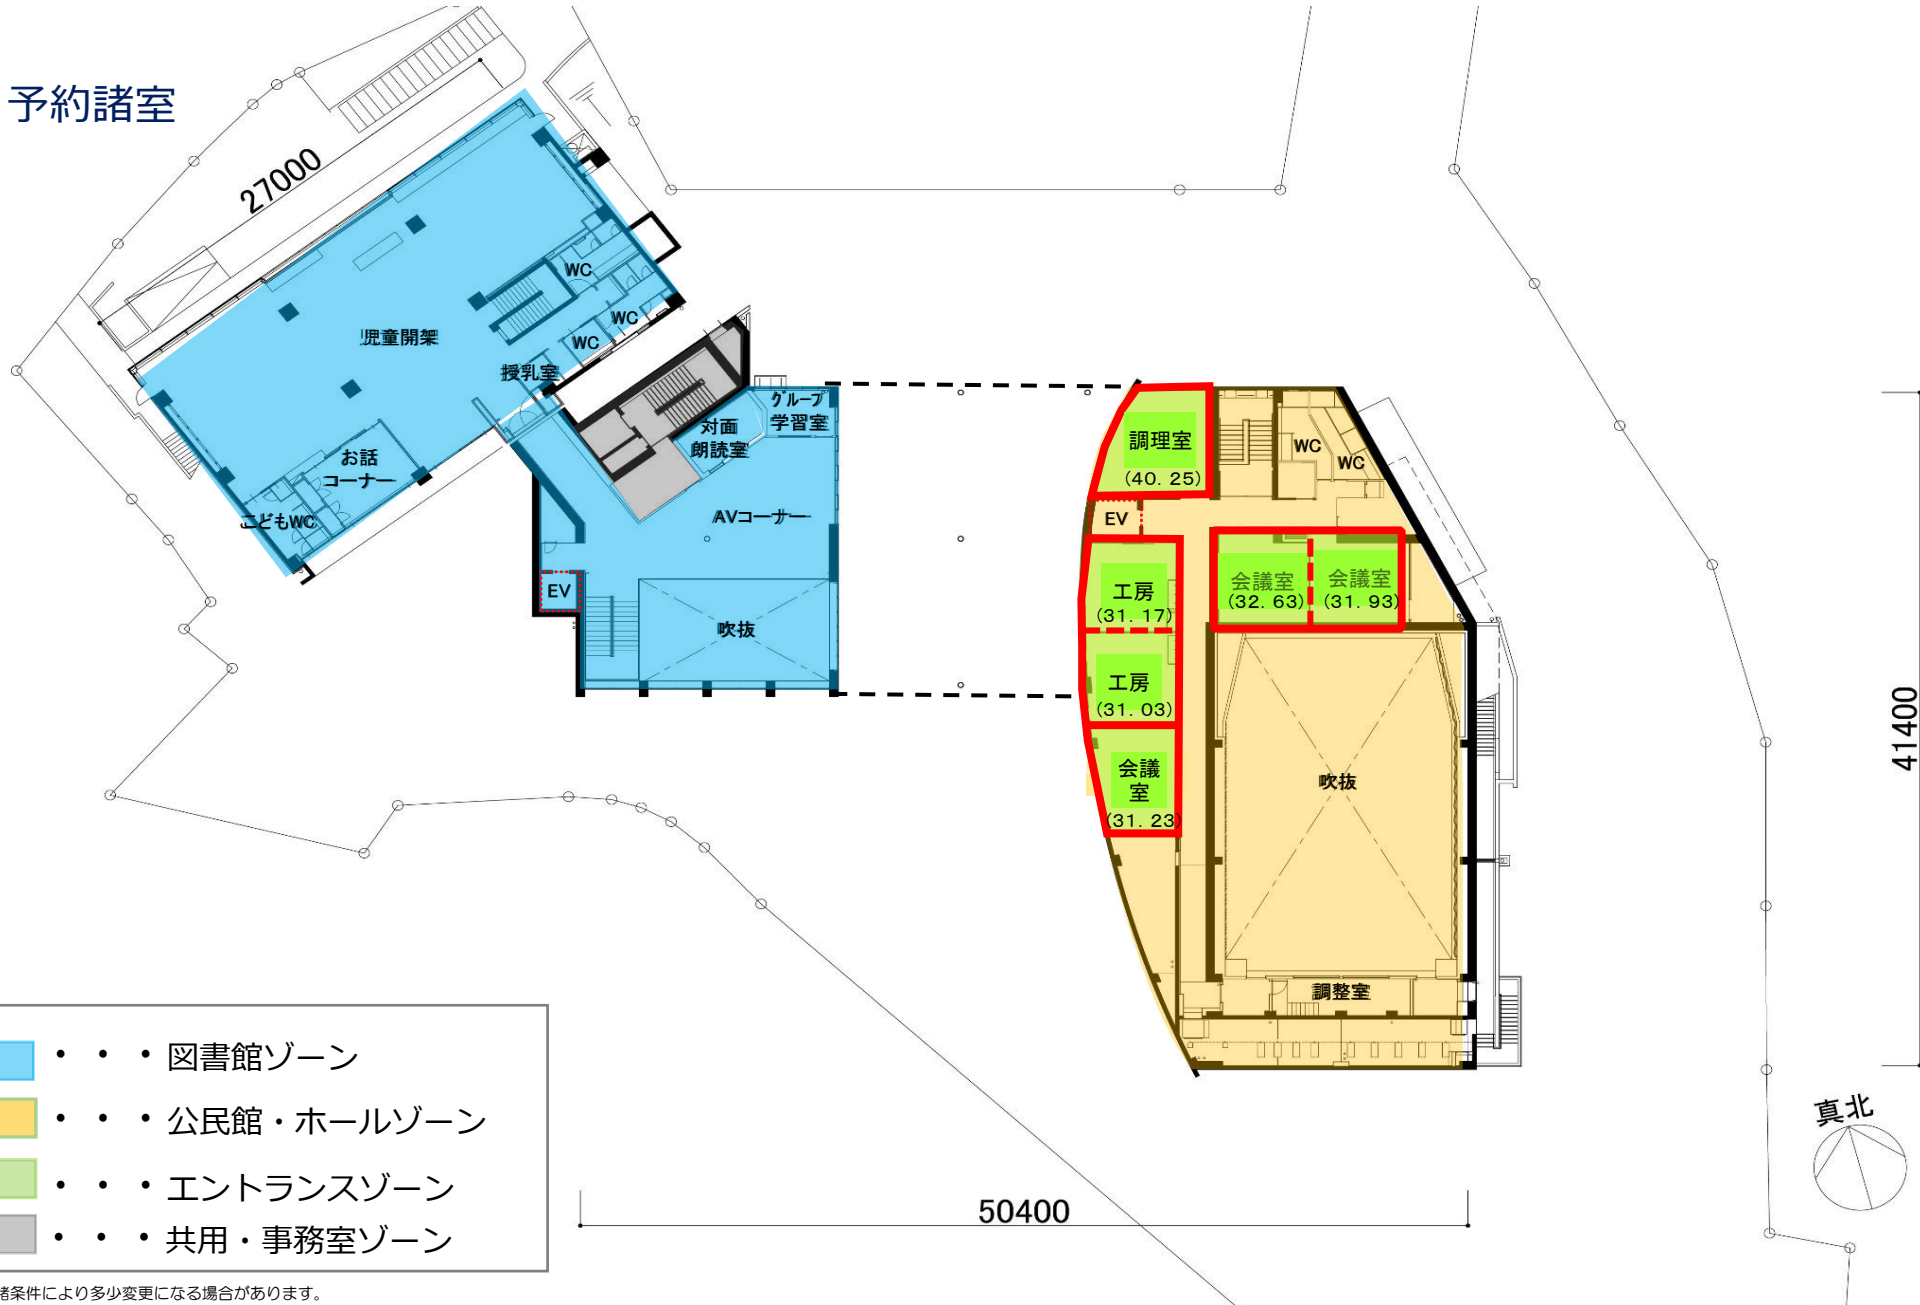 予約諸室
27000
WC
WC
WC
児童開架
授乳室
グループ
学習室
対面
朗読室
お話
コーナー
こどもWC
AVコーナー
EV
吹抜
調理室
(40.25)
WC
WC
EV
工房
(31.17)
会議室
(32.63)
会議室
(31.93)
工房
(31.03)
会議
室
(31.23)
吹抜
調整室
41400
真北
50400
・・・図書館ゾーン
・・・公民館・ホールゾーン
・・・エントランスゾーン
・・・共用・事務室ゾーン
諸条件により多少変更になる場合があります。